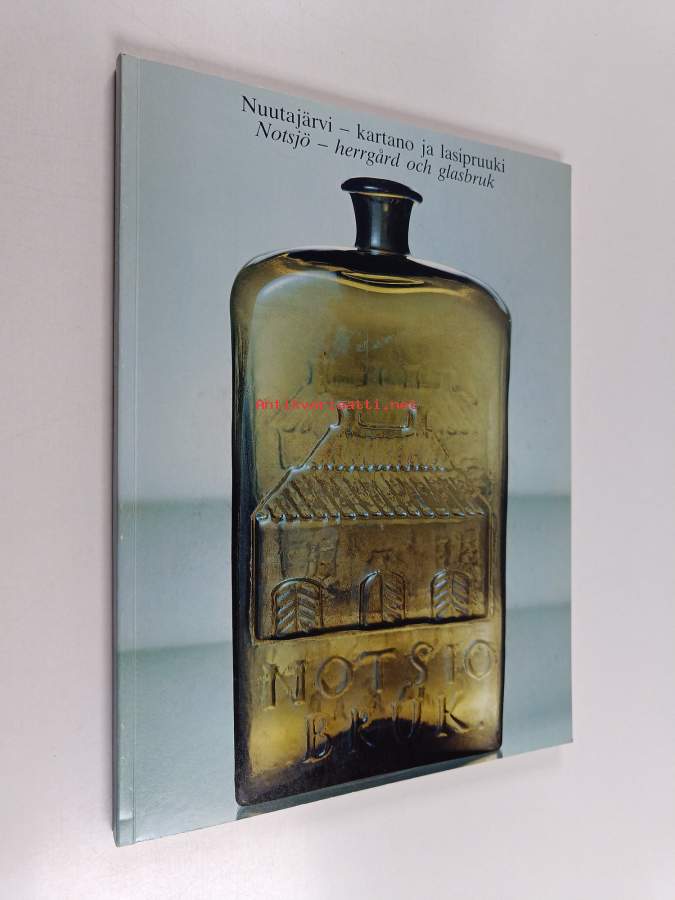 Nuutajärvi – kartano ja lasipruuki
Notsjö – herrgård och glasbruk
Antikvariaatti.net
NOTSIO
BRUK.